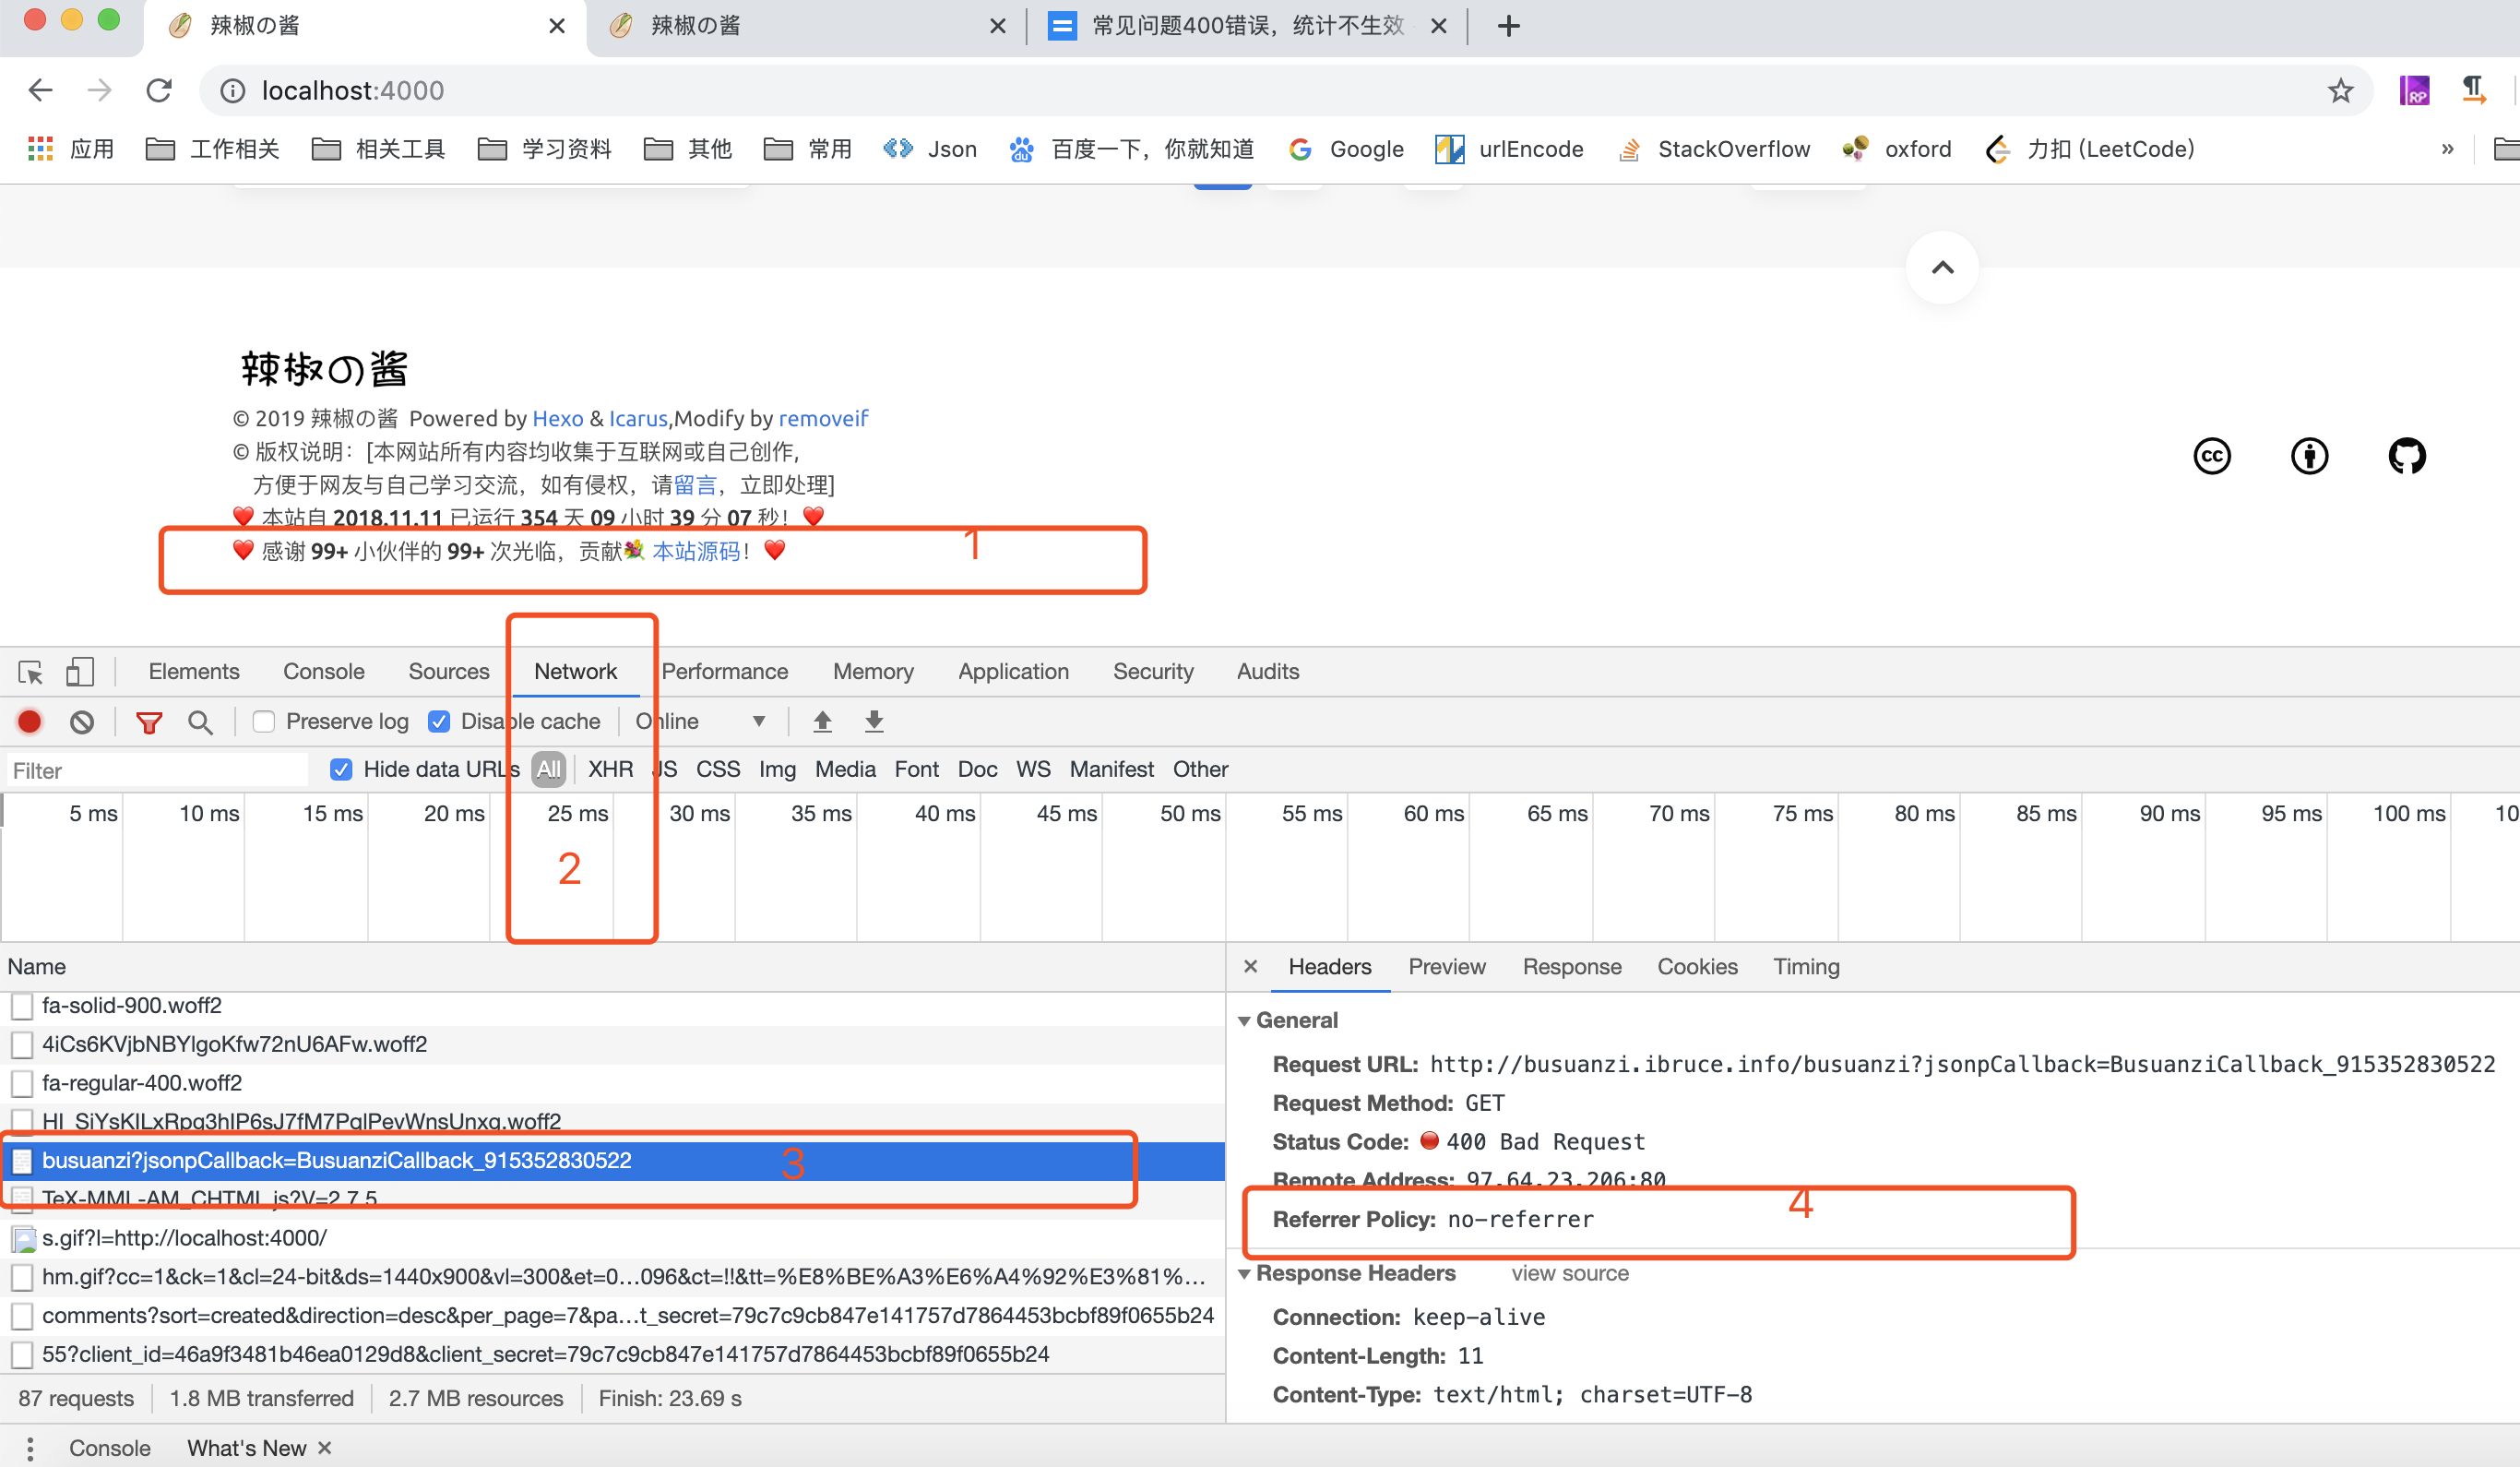 辣椒の酱
辣椒の酱
常见问题400错误，统计不生效
localhost:4000
应用 工作相关 相关工具 学习资料 其他 常用 Json 百度一下，你就知道 Google urlEncode StackOverflow oxford 力扣 (LeetCode) »
辣椒の酱
© 2019 辣椒の酱 Powered by Hexo & Icarus,Modify by removeif
© 版权说明：[本网站所有内容均收集于互联网或自己创作,
方便于网友与自己学习交流，如有侵权，请留言，立即处理]
❤️ 本站自 2018.11.11 已运行 354 天 09 小时 39 分 07 秒！ ❤️
❤️ 感谢 99+ 小伙伴的 99+ 次光临，贡献💐 本站源码！❤️
1
Elements Console Sources Network Performance Memory Application Security Audits
Preserve log Disable cache Online
Filter Hide data URLs All XHR JS CSS Img Media Font Doc WS Manifest Other
5 ms 10 ms 15 ms 20 ms 25 ms 30 ms 35 ms 40 ms 45 ms 50 ms 55 ms 60 ms 65 ms 70 ms 75 ms 80 ms 85 ms 90 ms 95 ms 100 ms 10
2
Name
fa-solid-900.woff2
4iCs6KVjbNBYlgoKfw72nU6AFw.woff2
fa-regular-400.woff2
HI_SiYsKILxRpg3hIP6sJ7fM7PqlPevWnsUnxg.woff2
busuanzi?jsonpCallback=BusuanziCallback_915352830522
3
TeX-MML-AM_CHTML.js?V=2.7.5
s.gif?l=http://localhost:4000/
hm.gif?cc=1&ck=1&cl=24-bit&ds=1440x900&vl=300&et=0…096&ct=!!&tt=%E8%BE%A3%E6%A4%92%E3%81%…
comments?sort=created&direction=desc&per_page=7&pa…t_secret=79c7c9cb847e141757d7864453bcbf89f0655b24
55?client_id=46a9f3481b46ea0129d8&client_secret=79c7c9cb847e141757d7864453bcbf89f0655b24
87 requests 1.8 MB transferred 2.7 MB resources Finish: 23.69 s
Headers Preview Response Cookies Timing
General
Request URL: http://busuanzi.ibruce.info/busuanzi?jsonpCallback=BusuanziCallback_915352830522
Request Method: GET
Status Code: 400 Bad Request
Remote Address: 97.64.23.206:80
Referrer Policy: no-referrer
4
Response Headers view source
Connection: keep-alive
Content-Length: 11
Content-Type: text/html; charset=UTF-8
Console What's New